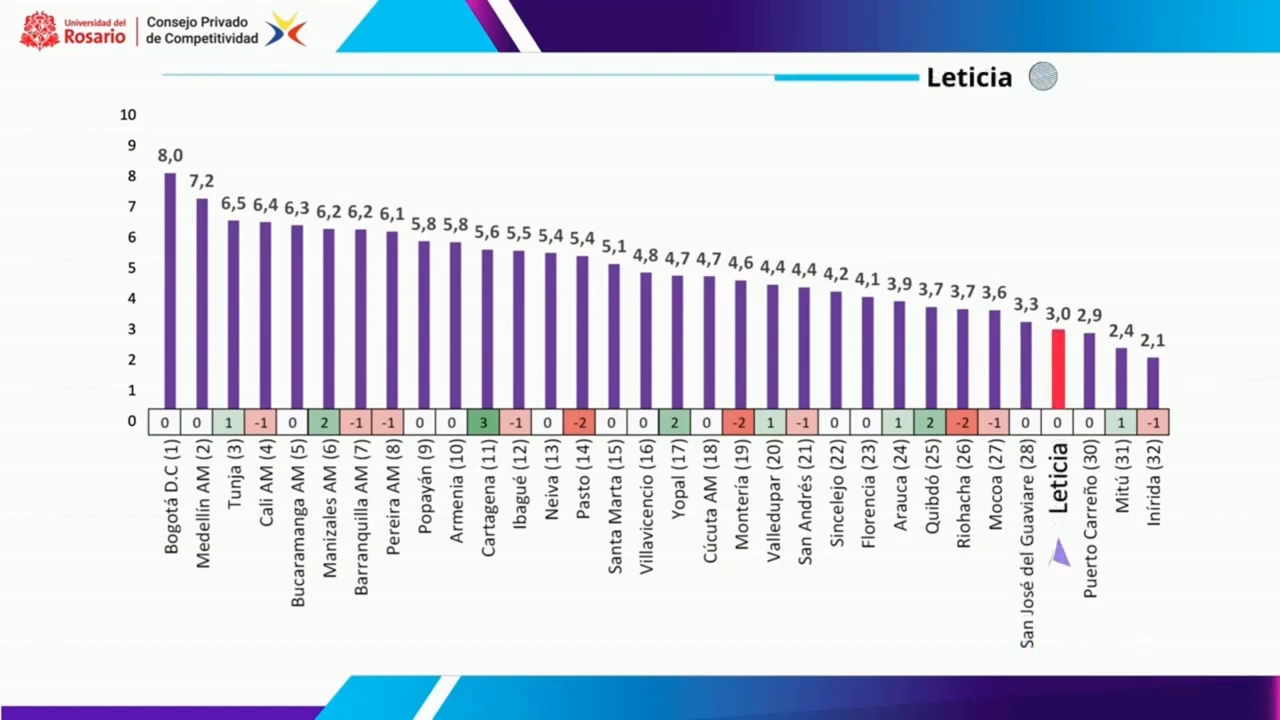 Universidad del
Rosario
Consejo Privado
de Competitividad
Leticia
10
9
8
7
6
5
4
3
2
1
0
8,0
7,2
6,5
6,4
6,3
6,2
6,2
6,1
5,8
5,8
5,6
5,5
5,4
5,4
5,1
4,8
4,7
4,7
4,6
4,4
4,4
4,2
4,1
3,9
3,7
3,7
3,6
3,3
3,0
2,9
2,4
2,1
0
0
1
-1
0
2
-1
-1
0
0
3
-1
0
-2
0
0
2
0
-2
1
-1
0
0
1
2
-2
-1
0
0
0
1
-1
Bogotá D.C (1)
Medellín AM (2)
Tunja (3)
Cali AM (4)
Bucaramanga AM (5)
Manizales AM (6)
Barranquilla AM (7)
Pereira AM (8)
Popayán (9)
Armenia (10)
Cartagena (11)
Ibagué (12)
Neiva (13)
Pasto (14)
Santa Marta (15)
Villavicencio (16)
Yopal (17)
Cúcuta AM (18)
Montería (19)
Valledupar (20)
San Andrés (21)
Sincelejo (22)
Florencia (23)
Arauca (24)
Quibdó (25)
Riohacha (26)
Mocoa (27)
San José del Guaviare (28)
Leticia
Puerto Carreño (30)
Mitú (31)
Inírida (32)